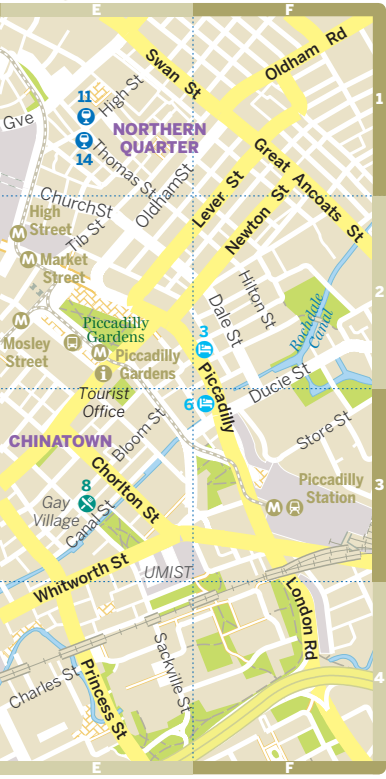 E
F
Swan St
Oldham Rd
1
11
High St
Gve
NORTHERN
QUARTER
14
Thomas St
Great Ancoats St
Church St
Oldham St
Lever St
Newton St
High
Street
M
Tib St
M
Market
Street
Hilton St
2
Rochdale
Canal
Dale St
M
Piccadilly
Gardens
3
Mosley
Street
M
Piccadilly
Gardens
i
Piccadilly
Ducie St
Tourist
Office
6
CHINATOWN
Bloom St
Store St
Chorlton St
8
Gay
Village
Canal St
Piccadilly
Station
M
3
UMIST
Whitworth St
London Rd
Sackville St
Princess St
Charles St
4
E
F